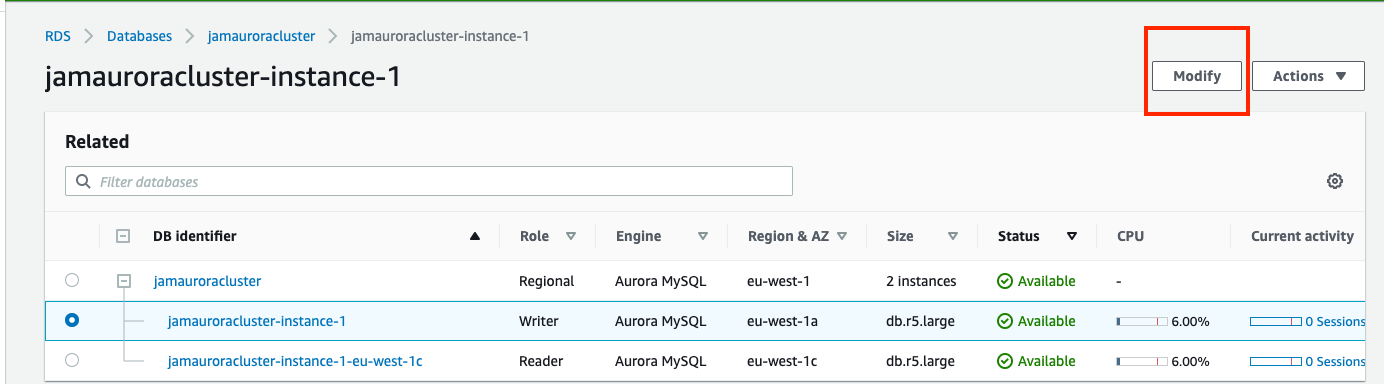 RDS Databases jamauroracluster jamauroracluster-instance-1
jamauroracluster-instance-1
Modify Actions
Related
Filter databases
DB identifier Role Engine Region & AZ Size Status CPU Current activity
jamauroracluster Regional Aurora MySQL eu-west-1 2 instances Available -
jamauroracluster-instance-1 Writer Aurora MySQL eu-west-1a db.r5.large Available 6.00% 0 Sessions
jamauroracluster-instance-1-eu-west-1c Reader Aurora MySQL eu-west-1c db.r5.large Available 6.00% 0 Sessions